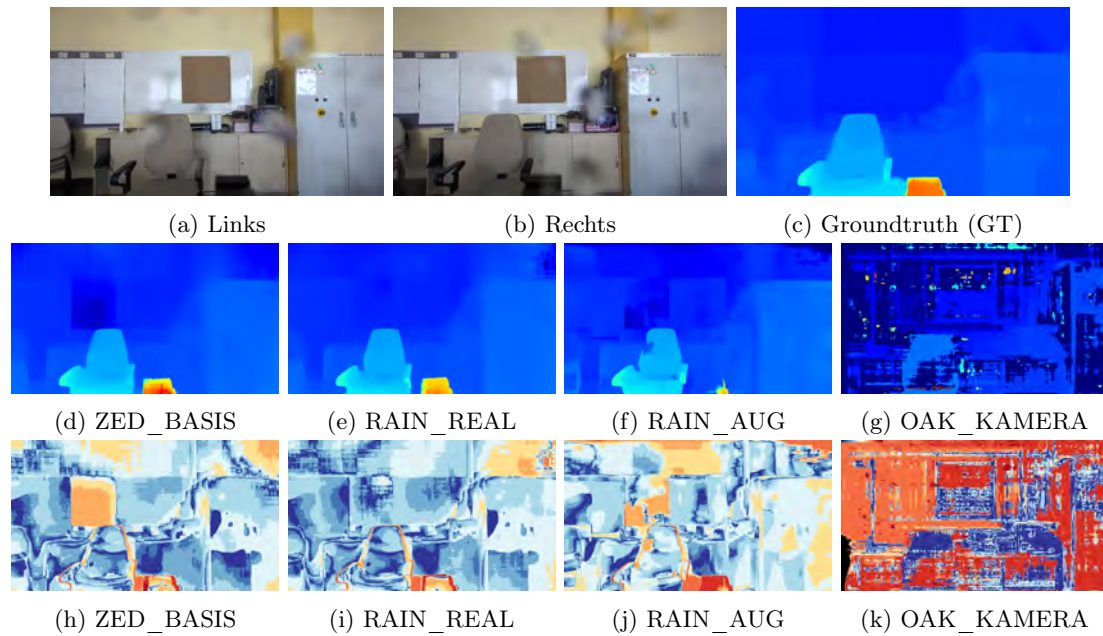 (a) Links
(b) Rechts
(c) Groundtruth (GT)
(d) ZED_BASIS
(e) RAIN_REAL
(f) RAIN_AUG
(g) OAK_KAMERA
(h) ZED_BASIS
(i) RAIN_REAL
(j) RAIN_AUG
(k) OAK_KAMERA